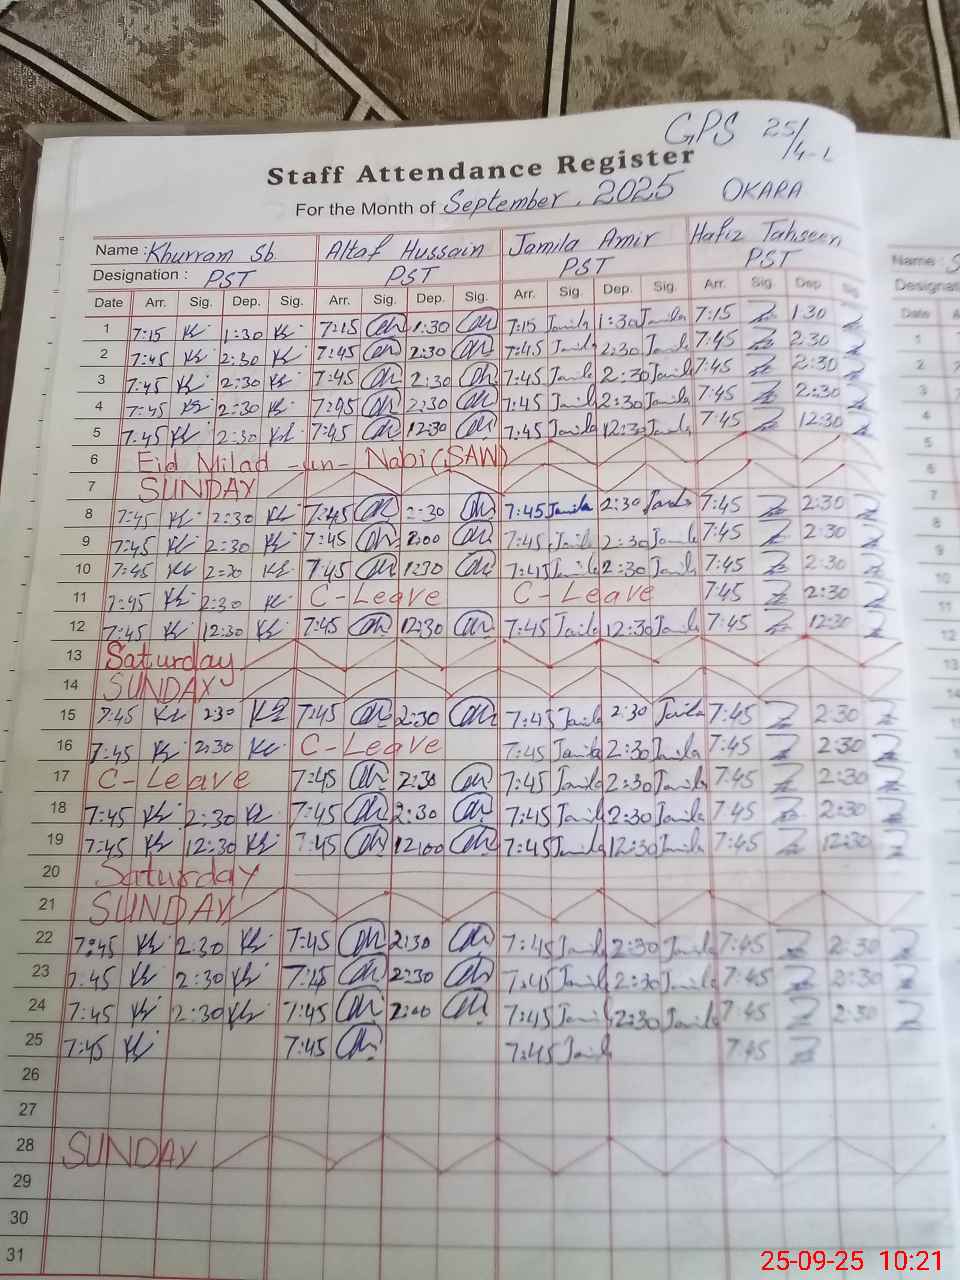 GPS 25/4-L
Staff Attendance Register
For the Month of September, 2025 OKARA
Name : Khurram Sb. Altaf Hussain Jamila Amir Hafiz Tahseen Name :
Designation : PST PST PST PST
Date Arr. Sig. Dep. Sig. Arr. Sig. Dep. Sig. Arr. Sig. Dep. Sig. Arr. Sig. Dep. Sig. Date
1 7:15 1:30 7:15 1:30 7:15 Jamila 1:30 Jamila 7:15 1:30
2 7:45 2:30 7:45 2:30 7:45 Jamila 2:30 Jamila 7:45 2:30
3 7:45 2:30 7:45 2:30 7:45 Jamila 2:30 Jamila 7:45 2:30
4 7:45 2:30 7:45 2:30 7:45 Jamila 2:30 Jamila 7:45 2:30
5 7:45 2:30 7:45 12:30 7:45 Jamila 12:30 Jamila 7:45 12:30
6 Eid Milad-un-Nabi (SAW)
7 SUNDAY
8 7:45 2:30 7:45 2:30 7:45 Jamila 2:30 Jamila 7:45 2:30
9 7:45 2:30 7:45 2:00 7:45 Jamila 2:30 Jamila 7:45 2:30
10 7:45 2:30 7:45 1:30 7:45 Jamila 2:30 Jamila 7:45 2:30
11 7:45 2:30 C-Leave C-Leave 7:45 2:30
12 7:45 12:30 7:45 12:30 7:45 Jamila 12:30 Jamila 7:45 12:30
13 Saturday
14 SUNDAY
15 7:45 2:30 7:45 2:30 7:45 Jamila 2:30 Jamila 7:45 2:30
16 7:45 2:30 C-Leave 7:45 Jamila 2:30 Jamila 7:45 2:30
17 C-Leave 7:45 2:30 7:45 Jamila 2:30 Jamila 7:45 2:30
18 7:45 2:30 7:45 2:30 7:45 Jamila 2:30 Jamila 7:45 2:30
19 7:45 12:30 7:45 12:00 7:45 Jamila 12:30 Jamila 7:45 12:30
20 Saturday
21 SUNDAY
22 7:45 2:30 7:45 2:30 7:45 Jamila 2:30 Jamila 7:45 2:30
23 7:45 2:30 7:45 2:30 7:45 Jamila 2:30 Jamila 7:45 2:30
24 7:45 2:30 7:45 2:00 7:45 Jamila 2:30 Jamila 7:45 2:30
25 7:45 7:45 7:45 Jamila 7:45
26
27
28 SUNDAY
29
30
31
25-09-25 10:21